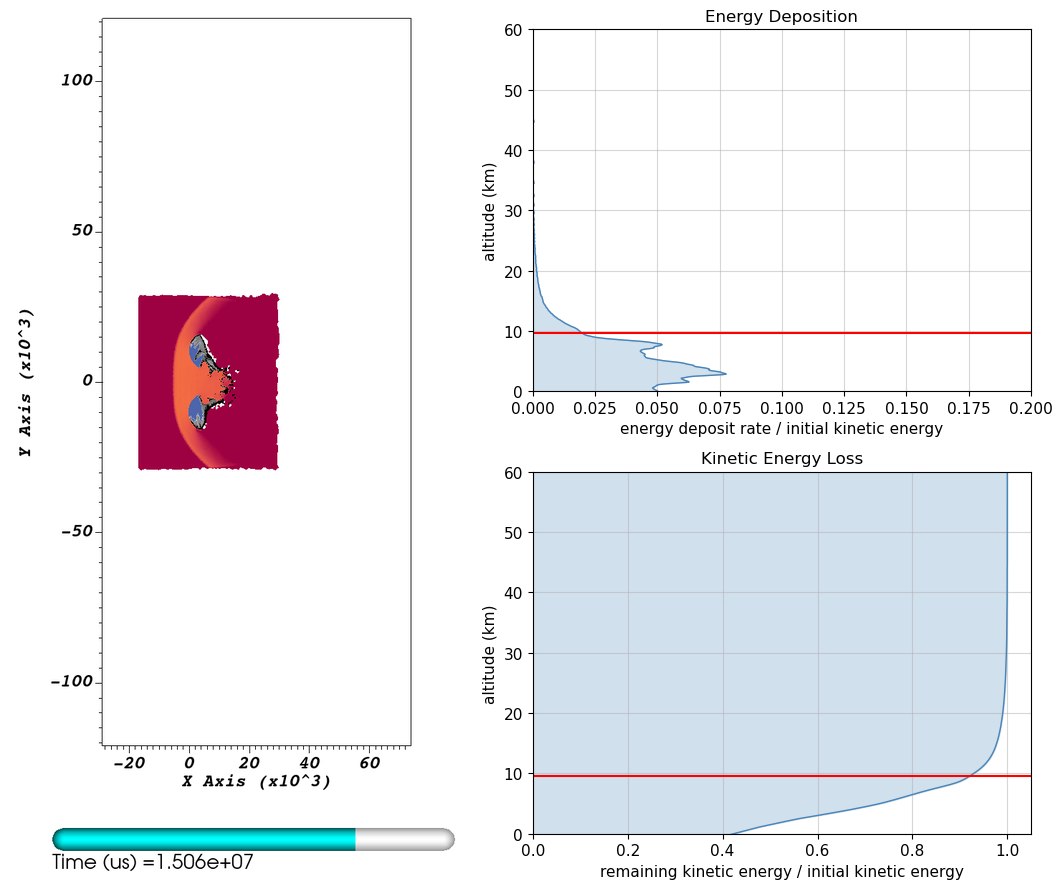 100
50
0
−50
−100
Y Axis (x10^3)
−20 0 20 40 60
X Axis (x10^3)
Time (us) =1.506e+07
Energy Deposition
60
50
40
30
20
10
0
altitude (km)
0.000 0.025 0.050 0.075 0.100 0.125 0.150 0.175 0.200
energy deposit rate / initial kinetic energy
Kinetic Energy Loss
60
50
40
30
20
10
0
altitude (km)
0.0 0.2 0.4 0.6 0.8 1.0
remaining kinetic energy / initial kinetic energy